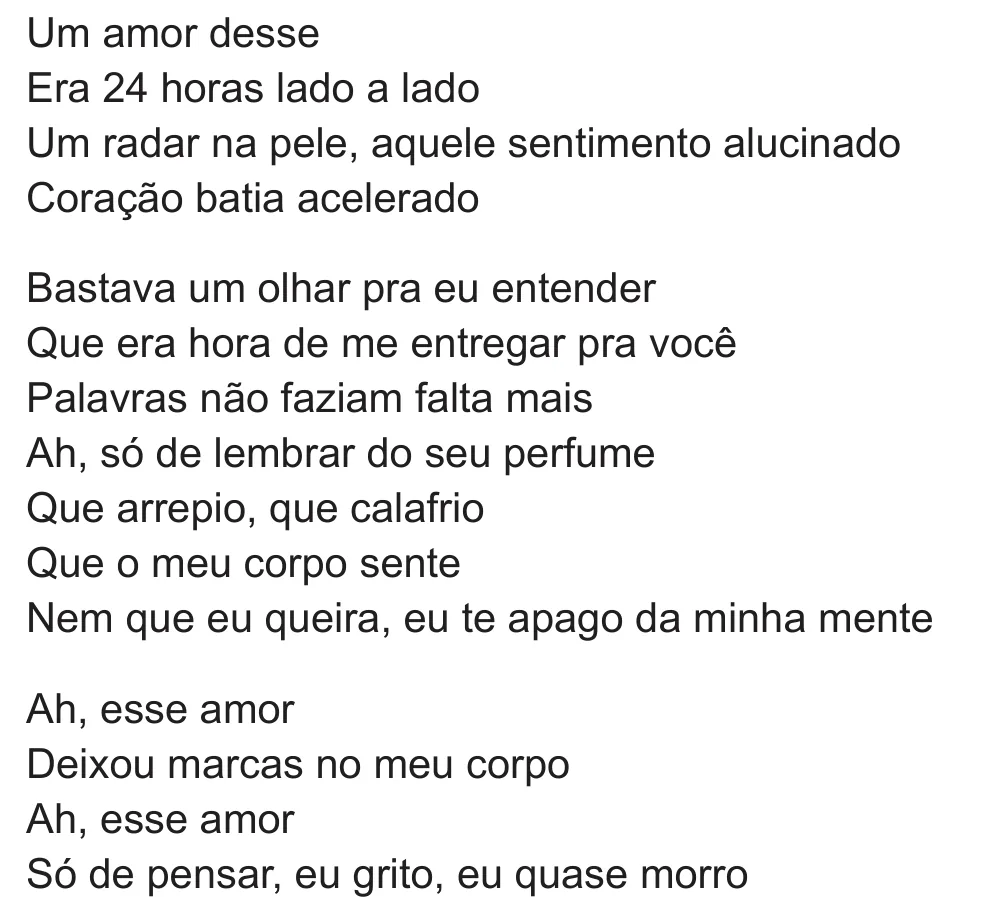 Um amor desse
Era 24 horas lado a lado
Um radar na pele, aquele sentimento alucinado
Coração batia acelerado
Bastava um olhar pra eu entender
Que era hora de me entregar pra você
Palavras não faziam falta mais
Ah, só de lembrar do seu perfume
Que arrepio, que calafrio
Que o meu corpo sente
Nem que eu queira, eu te apago da minha mente
Ah, esse amor
Deixou marcas no meu corpo
Ah, esse amor
Só de pensar, eu grito, eu quase morro